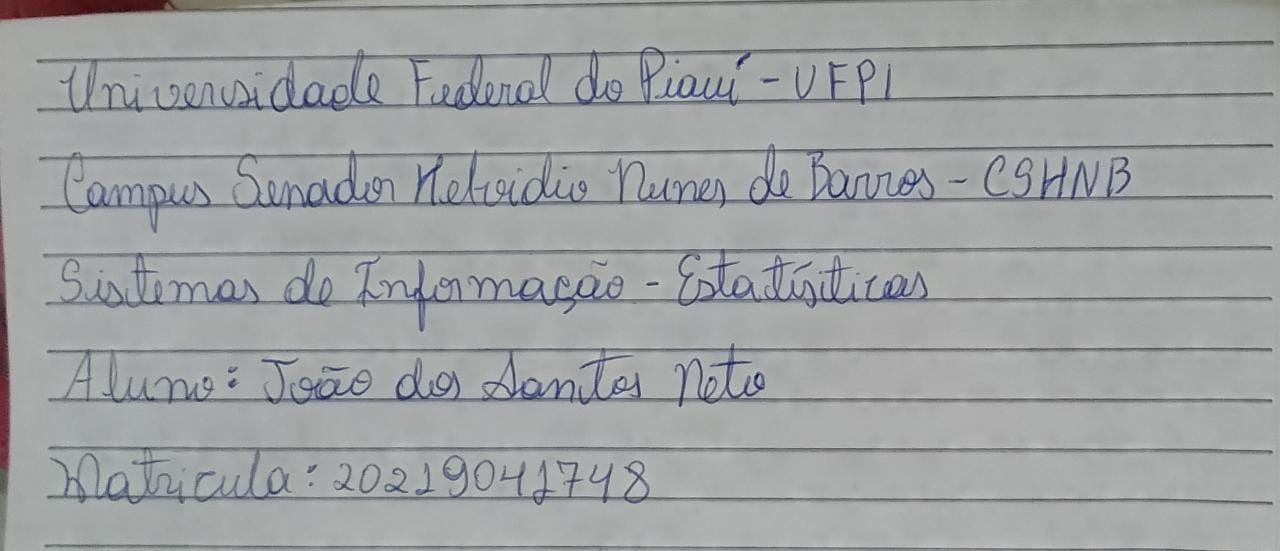 Universidade Federal do Piauí - UFPI
Campus Senador Helvidio Nunes de Barros - CSHNB
Sistemas de Informação - Estatísticas
Aluno: João dos Santos Neto
Matricula: 20219041748